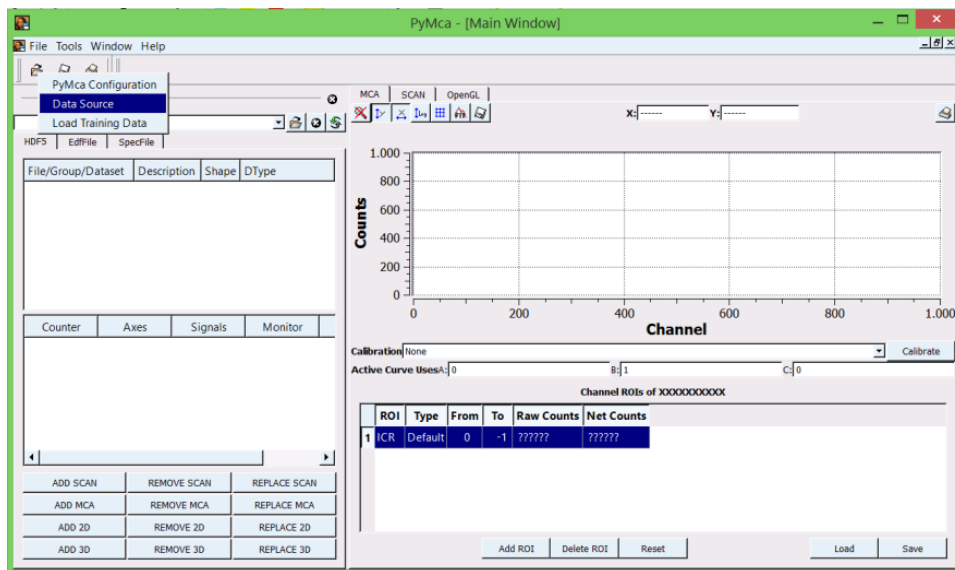 PyMca - [Main Window]
File Tools Window Help
PyMca Configuration
Data Source
Load Training Data
HDF5 EdfFile SpecFile
File/Group/Dataset Description Shape DType
Counter Axes Signals Monitor
ADD SCAN REMOVE SCAN REPLACE SCAN
ADD MCA REMOVE MCA REPLACE MCA
ADD 2D REMOVE 2D REPLACE 2D
ADD 3D REMOVE 3D REPLACE 3D
MCA SCAN OpenGL
X: ------ Y: ------
1.000
800
600
400
200
0
Counts
0 200 400 600 800 1.000
Channel
Calibration None Calibrate
Active Curve Uses A: 0 B: 1 C: 0
Channel ROIs of XXXXXXXXXX
ROI Type From To Raw Counts Net Counts
1 ICR Default 0 -1 ?????? ??????
Add ROI Delete ROI Reset Load Save